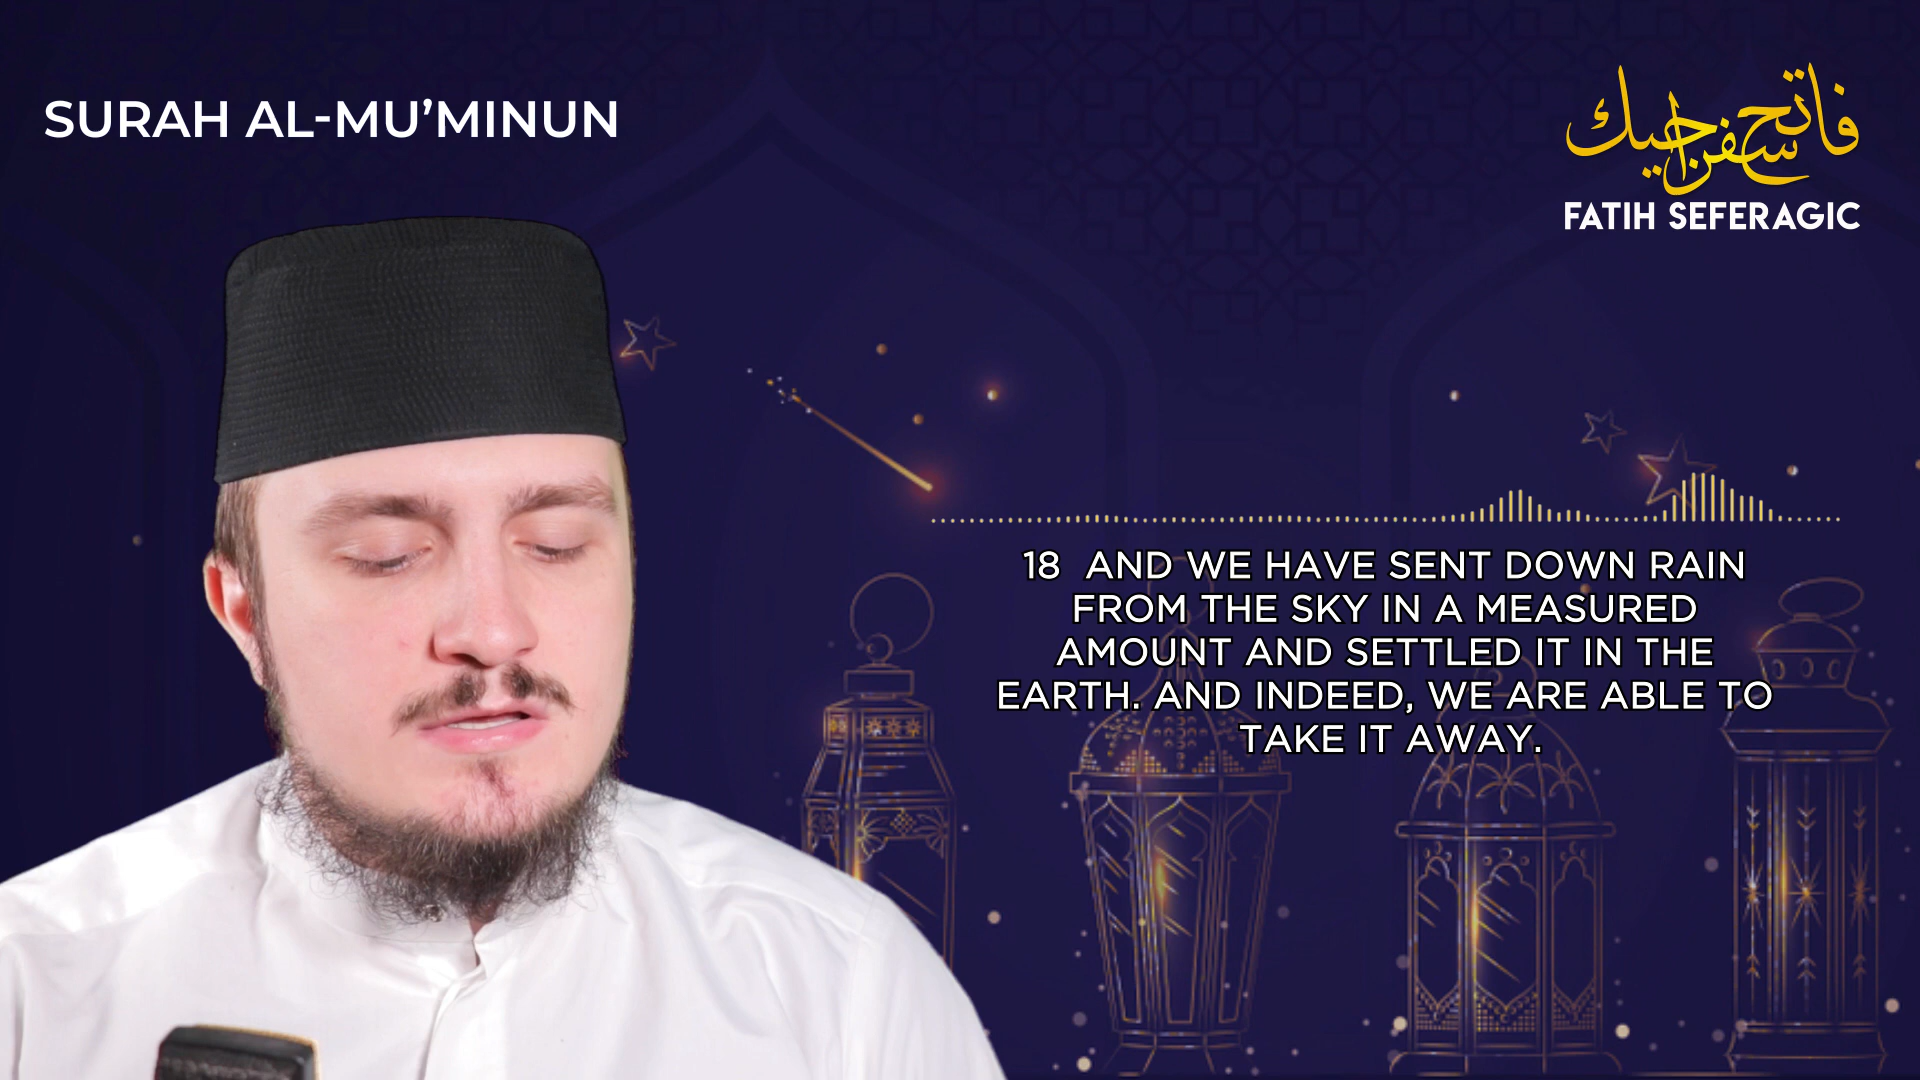 SURAH AL-MU’MINUN
فاتح سفراجيك
FATIH SEFERAGIC
18 AND WE HAVE SENT DOWN RAIN
FROM THE SKY IN A MEASURED
AMOUNT AND SETTLED IT IN THE
EARTH. AND INDEED, WE ARE ABLE TO
TAKE IT AWAY.